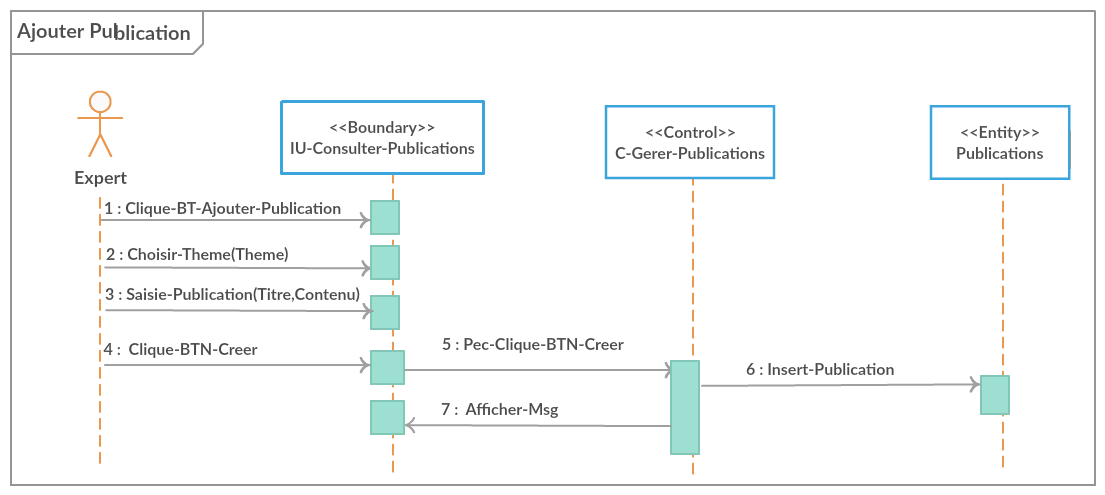 Ajouter Publication
<<Boundary>>
IU-Consulter-Publications
<<Control>>
C-Gerer-Publications
<<Entity>>
Publications
Expert
1 : Clique-BT-Ajouter-Publication
2 : Choisir-Theme(Theme)
3 : Saisie-Publication(Titre,Contenu)
4 : Clique-BTN-Creer
5 : Pec-Clique-BTN-Creer
6 : Insert-Publication
7 : Afficher-Msg